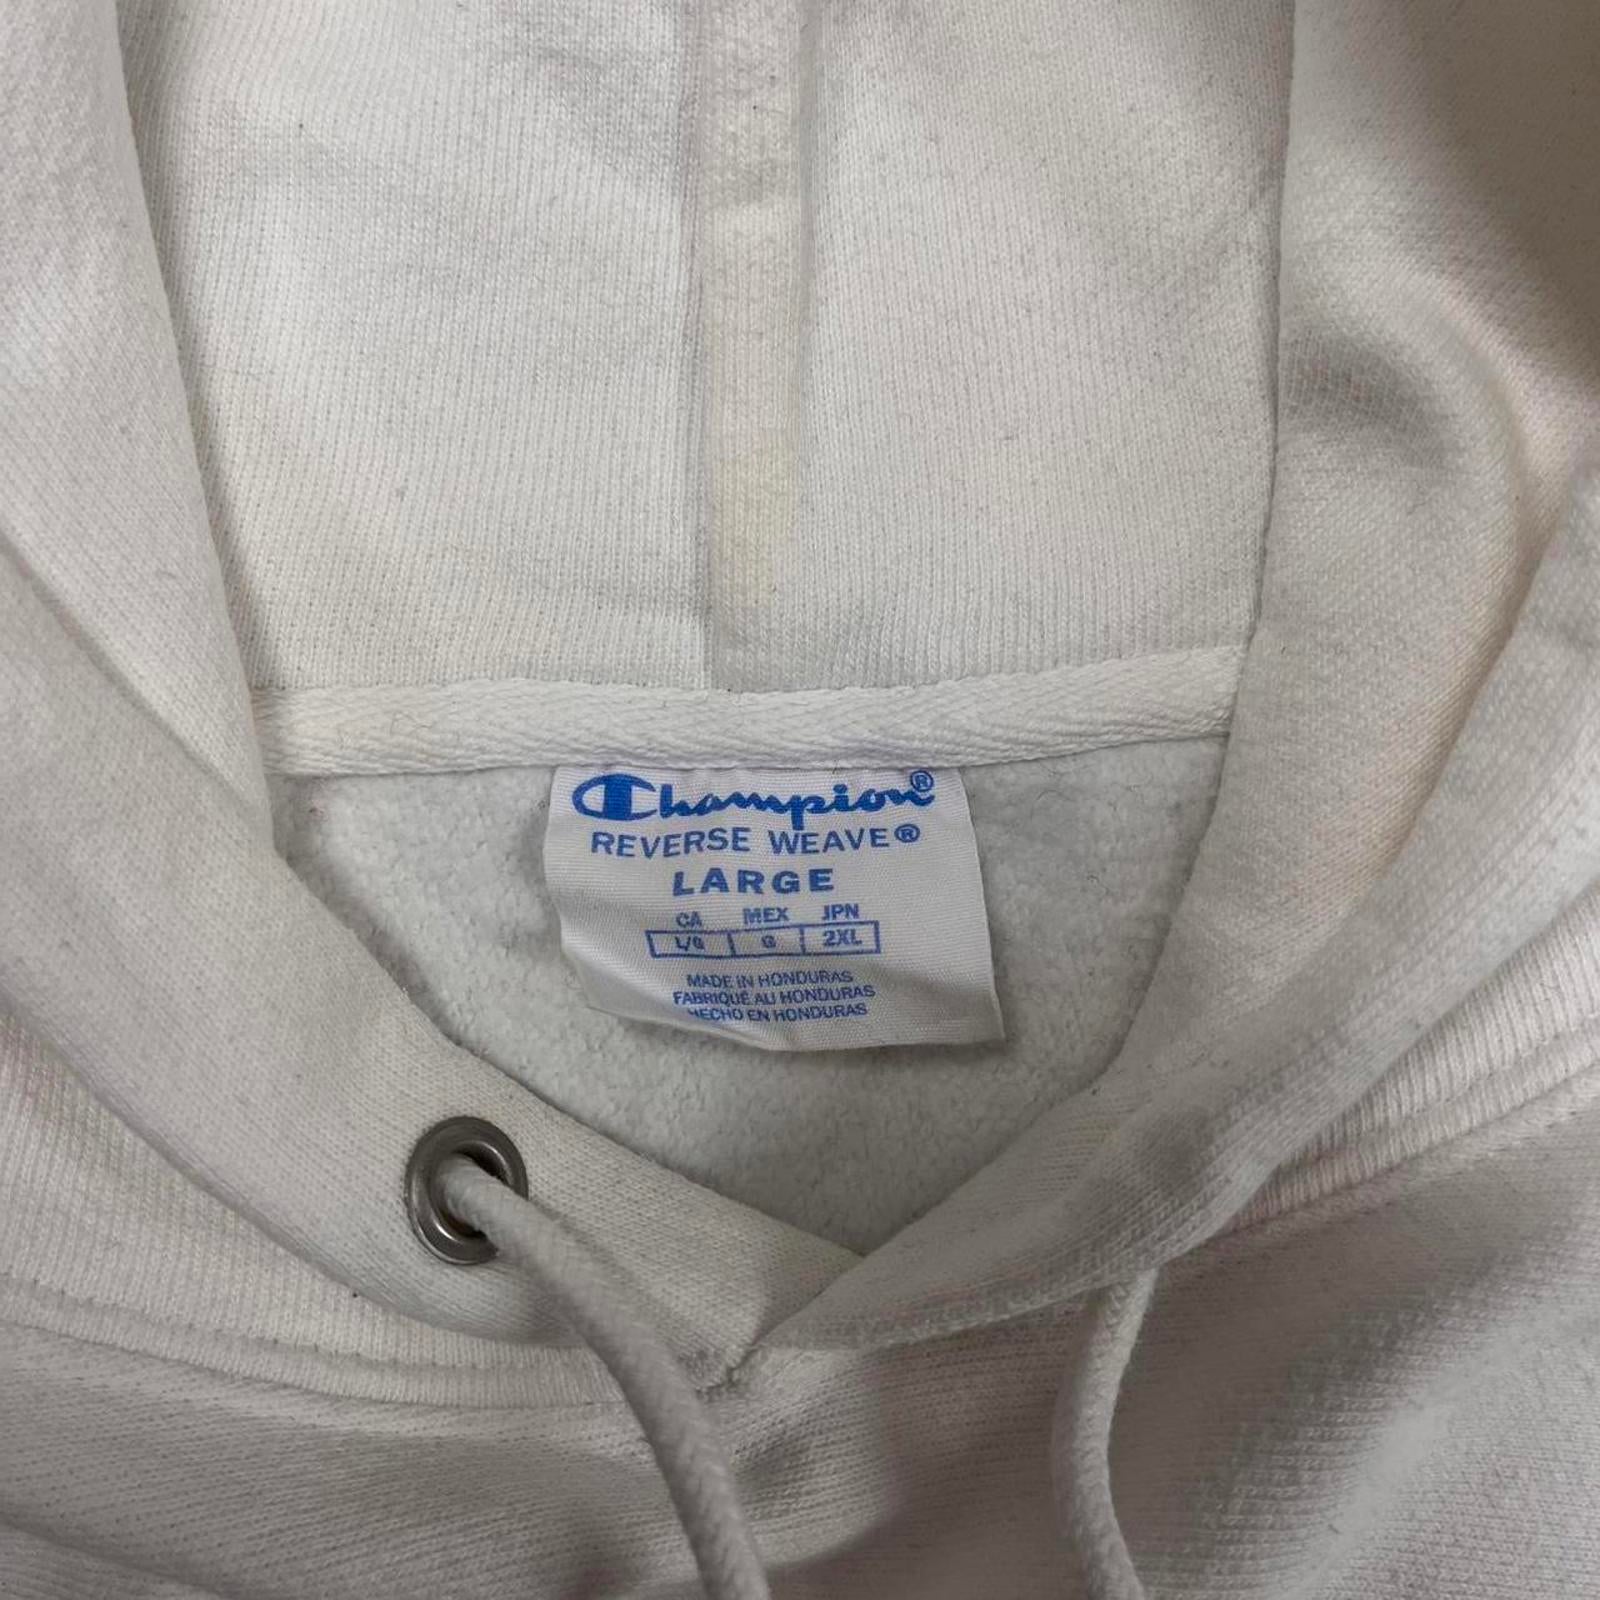 Champion®
REVERSE WEAVE®
LARGE
CA MEX JPN
L/G G 2XL
MADE IN HONDURAS
FABRIQUÉ AU HONDURAS
HECHO EN HONDURAS